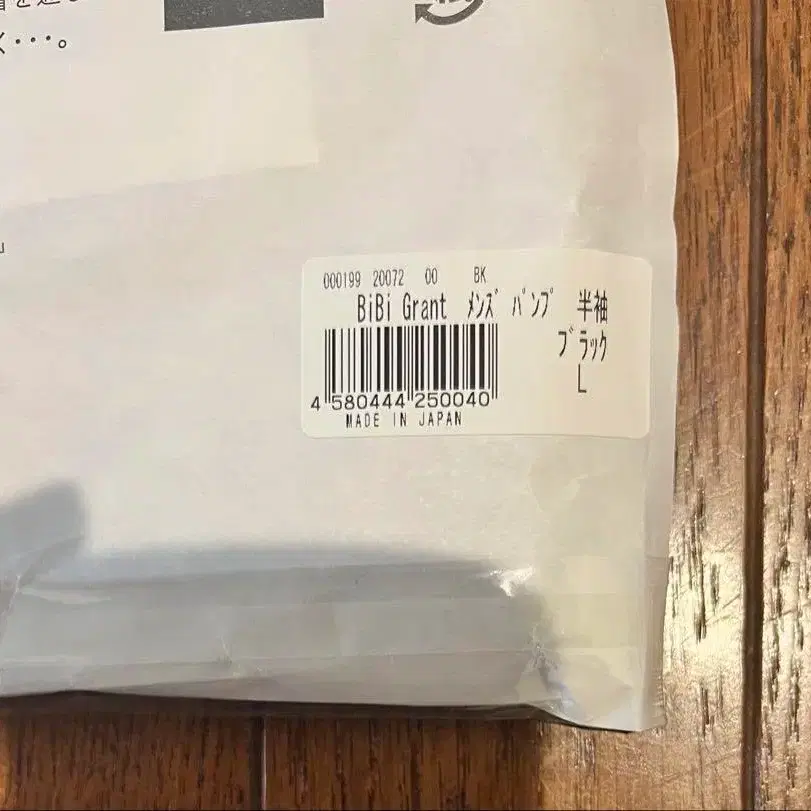 く・・・。
000199 20072 00 BK
BiBi Grant ﾒﾝｽﾞ ﾊﾟﾝﾌﾟ 半袖
ﾌﾞﾗｯｸ
L
4 580444 250040
MADE IN JAPAN